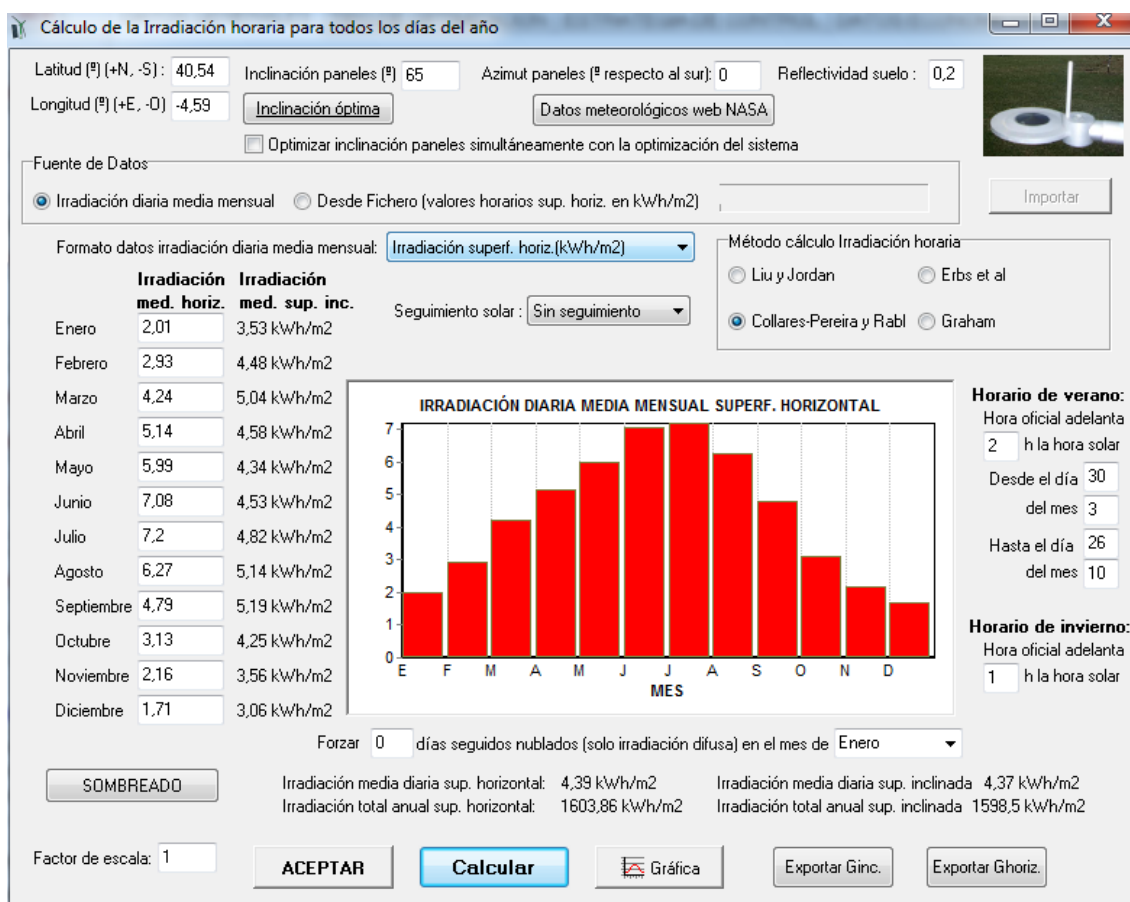 Cálculo de la Irradiación horaria para todos los días del año
Latitud (º) (+N, -S) : 40,54 Inclinación paneles (º) 65 Azimut paneles (º respecto al sur): 0 Reflectividad suelo : 0,2
Longitud (º) (+E, -O) -4,59 Inclinación óptima Datos meteorológicos web NASA
Optimizar inclinación paneles simultáneamente con la optimización del sistema
Fuente de Datos
Irradiación diaria media mensual Desde Fichero (valores horarios sup. horiz. en kWh/m2) Importar
Formato datos irradiación diaria media mensual: Irradiación superf. horiz.(kWh/m2)
Método cálculo Irradiación horaria
Liu y Jordan Erbs et al
Collares-Pereira y Rabl Graham
Irradiación Irradiación
med. horiz. med. sup. inc.
Seguimiento solar : Sin seguimiento
Enero 2,01 3,53 kWh/m2
Febrero 2,93 4,48 kWh/m2
Marzo 4,24 5,04 kWh/m2
Abril 5,14 4,58 kWh/m2
Mayo 5,99 4,34 kWh/m2
Junio 7,08 4,53 kWh/m2
Julio 7,2 4,82 kWh/m2
Agosto 6,27 5,14 kWh/m2
Septiembre 4,79 5,19 kWh/m2
Octubre 3,13 4,25 kWh/m2
Noviembre 2,16 3,56 kWh/m2
Diciembre 1,71 3,06 kWh/m2
IRRADIACIÓN DIARIA MEDIA MENSUAL SUPERF. HORIZONTAL
7
6
5
4
3
2
1
0
E F M A M J J A S O N D
MES
Horario de verano:
Hora oficial adelanta
2 h la hora solar
Desde el día 30
del mes 3
Hasta el día 26
del mes 10
Horario de invierno:
Hora oficial adelanta
1 h la hora solar
Forzar 0 días seguidos nublados (solo irradiación difusa) en el mes de Enero
SOMBREADO
Irradiación media diaria sup. horizontal: 4,39 kWh/m2 Irradiación media diaria sup. inclinada 4,37 kWh/m2
Irradiación total anual sup. horizontal: 1603,86 kWh/m2 Irradiación total anual sup. inclinada 1598,5 kWh/m2
Factor de escala: 1 ACEPTAR Calcular Gráfica Exportar Ginc. Exportar Ghoriz.